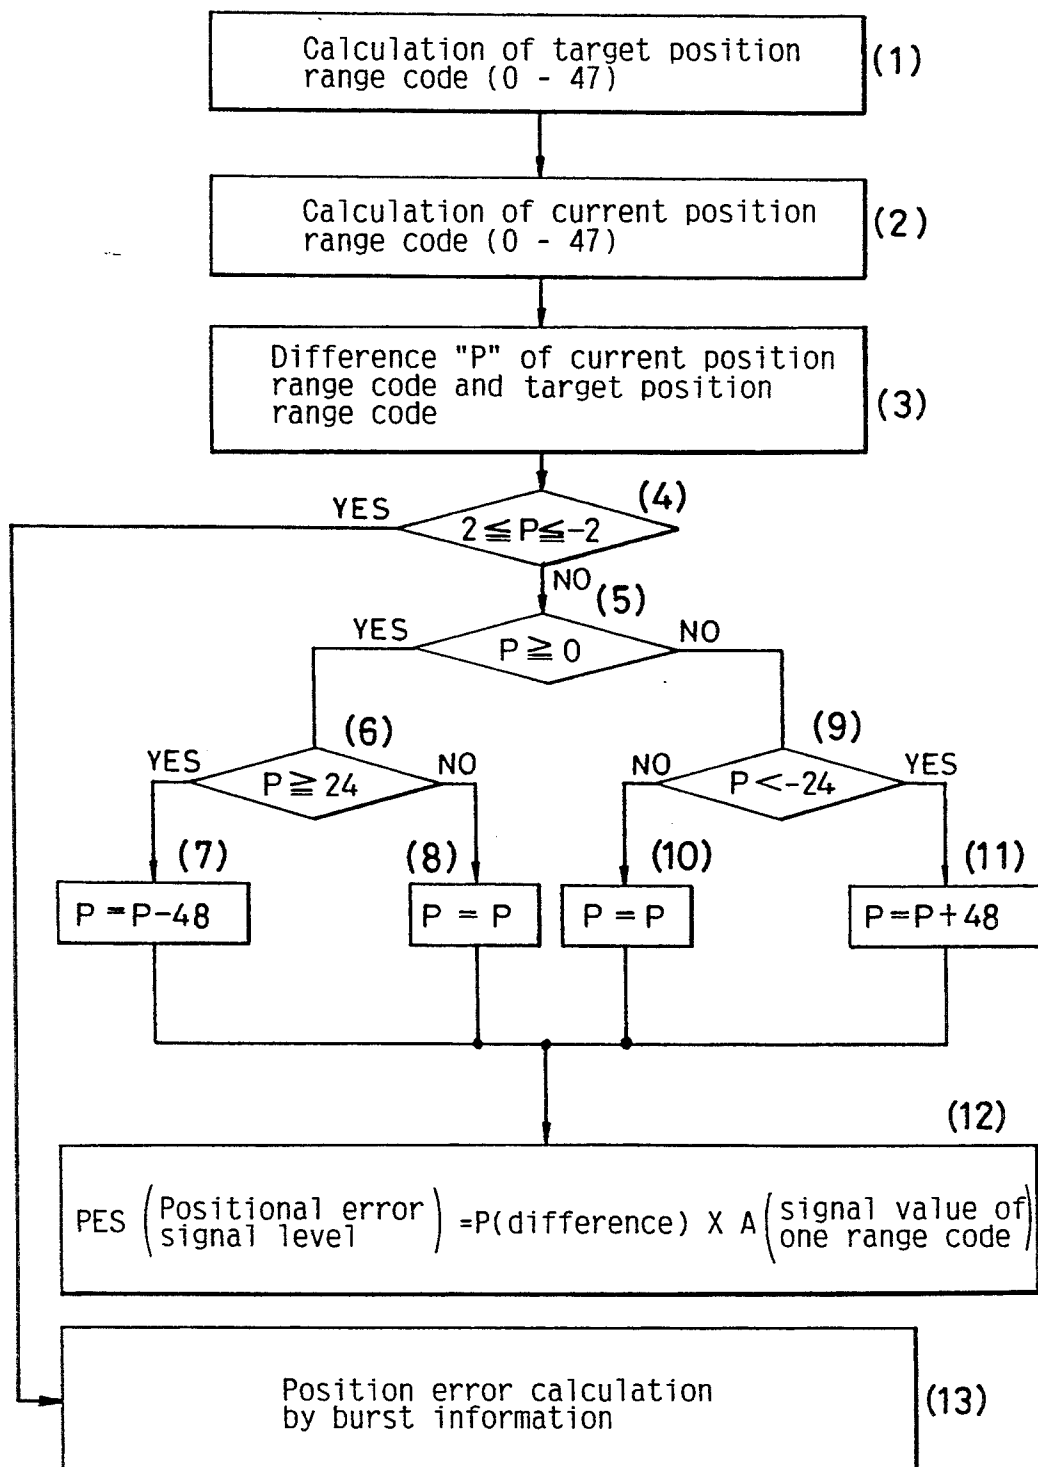 Calculation of target position
range code (0 - 47)
(1)
Calculation of current position
range code (0 - 47)
(2)
Difference "P" of current position
range code and target position
range code
(3)
(4)
YES
2 ≦ P ≦ -2
NO
(5)
YES
P ≧ 0
NO
(6)
YES
P ≧ 24
NO
(9)
NO
P < -24
YES
(7)
P = P - 48
(8)
P = P
(10)
P = P
(11)
P = P + 48
(12)
PES (Positional error signal level) = P(difference) X A (signal value of one range code)
Position error calculation
by burst information
(13)